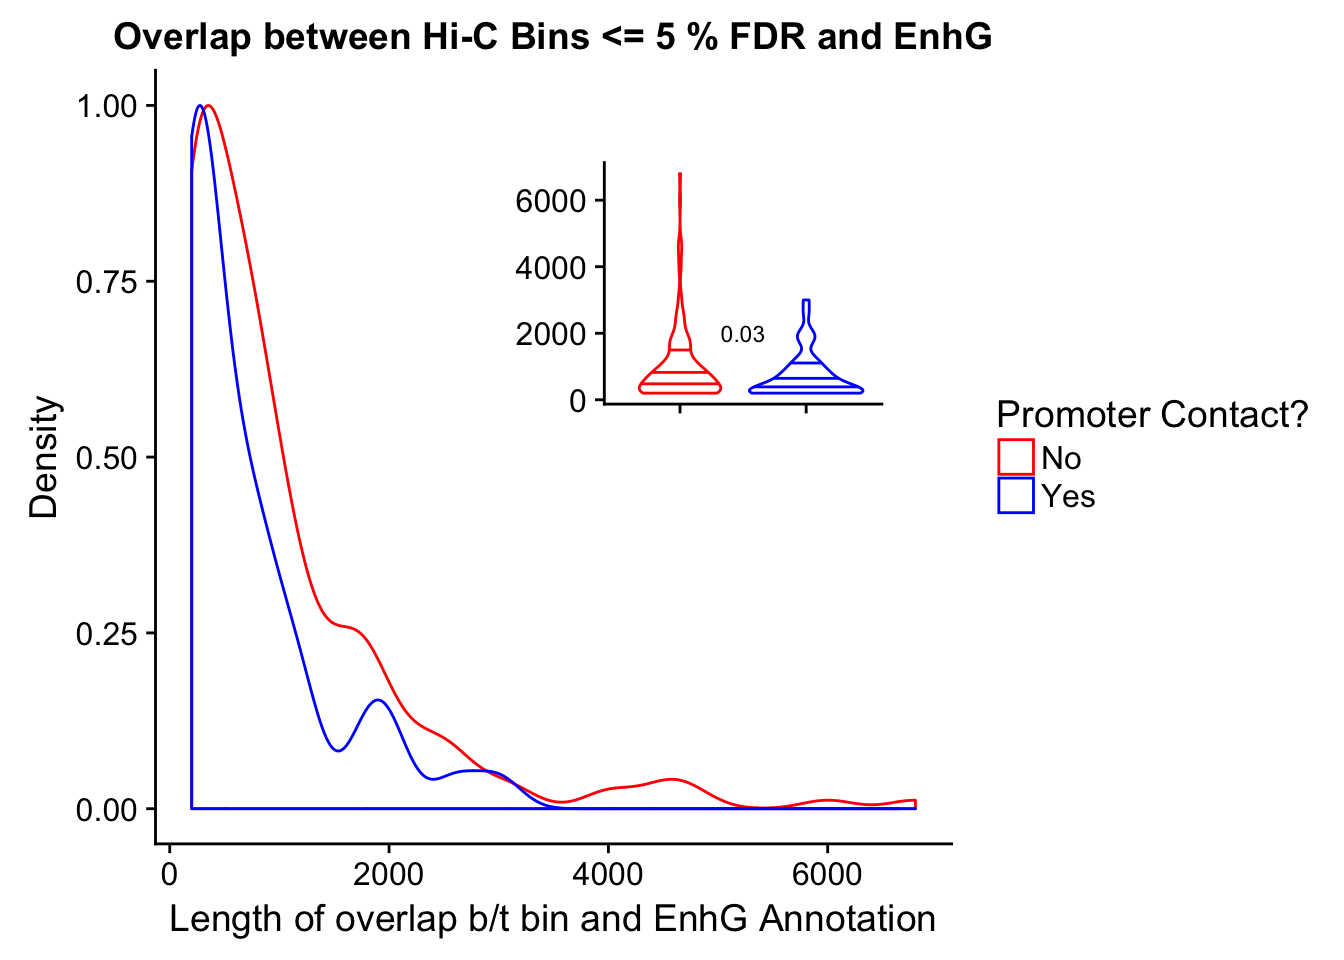 Overlap between Hi-C Bins <= 5 % FDR and EnhG
Density
1.00
0.75
0.50
0.25
0.00
0
2000
4000
6000
Length of overlap b/t bin and EnhG Annotation
6000
4000
2000
0
0.03
Promoter Contact?
No
Yes